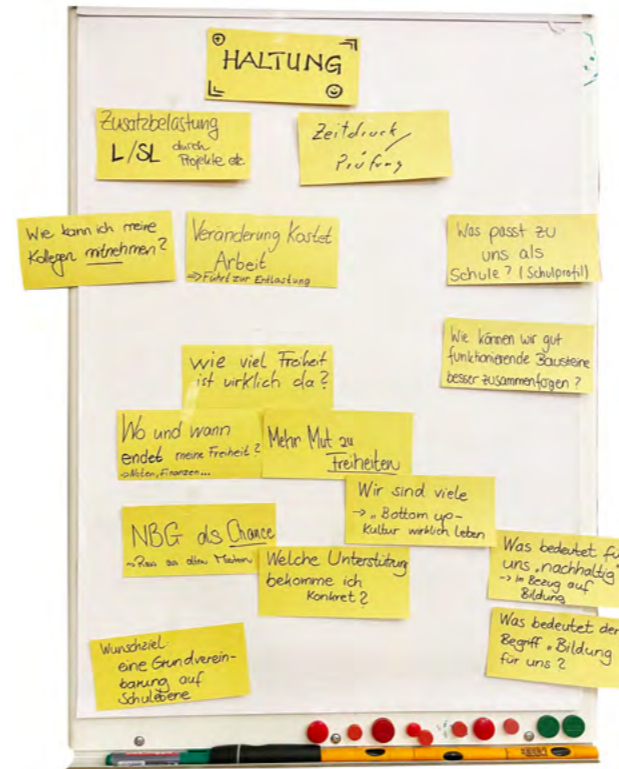 HALTUNG
Zusatzbelastung
L/SL durch
Projekte etc.
Zeitdruck
Prüfung
Wie kann ich meine
Kollegen mitnehmen?
Veränderung kostet
Arbeit
→ Führt zur Entlastung
Was passt zu
uns als
Schule? (Schulprofil)
Wie können wir gut
funktionierende Bausteine
besser zusammenfügen?
Wie viel Freiheit
ist wirklich da?
Wo und wann
endet meine Freiheit?
→ Noten, Finanzen...
Mehr Mut zu
Freiheiten
Wir sind viele
→ „Bottom up-
Kultur wirklich leben
NBG als Chance
→ Raus aus alten
Welche Unterstützung
bekomme ich
konkret?
Was bedeutet für
uns „nachhaltig"
→ in Bezug auf
Bildung
Was bedeutet der
Begriff „Bildung
für uns?
Wunschziel:
eine Grundverein-
barung auf
Schulebene